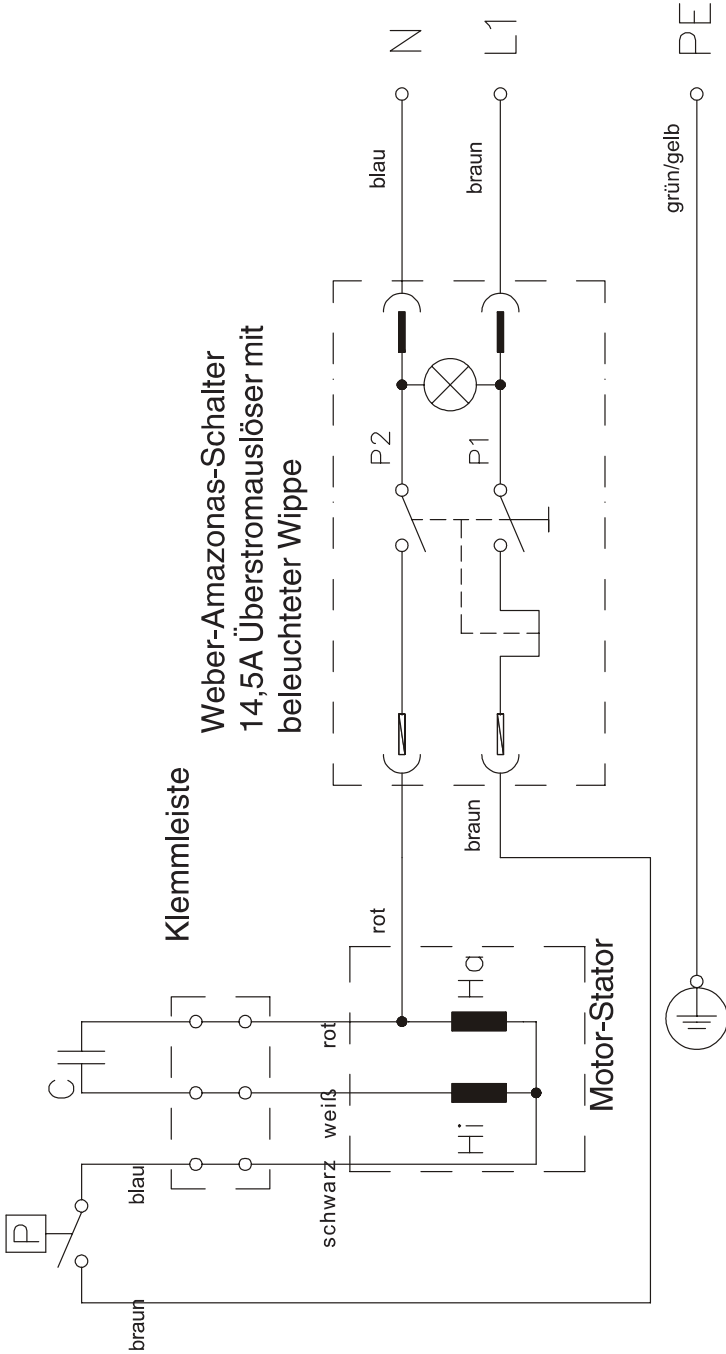 N
L1
PE
blau
braun
grün/gelb
Weber-Amazonas-Schalter
14,5A Überstromauslöser mit
beleuchteter Wippe
P2
P1
Klemmleiste
rot
braun
C
rot
weiß
schwarz
Ha
Hi
Motor-Stator
P
blau
braun